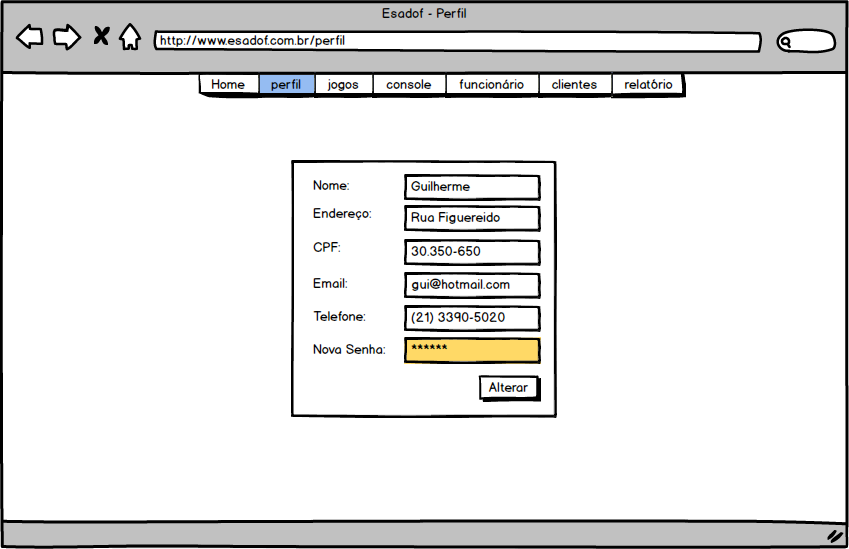 Esadof - Perfil
http://www.esadof.com.br/perfil
Home perfil jogos console funcionário clientes relatório
Nome: Guilherme
Endereço: Rua Figuereido
CPF: 30.350-650
Email: gui@hotmail.com
Telefone: (21) 3390-5020
Nova Senha: ******
Alterar